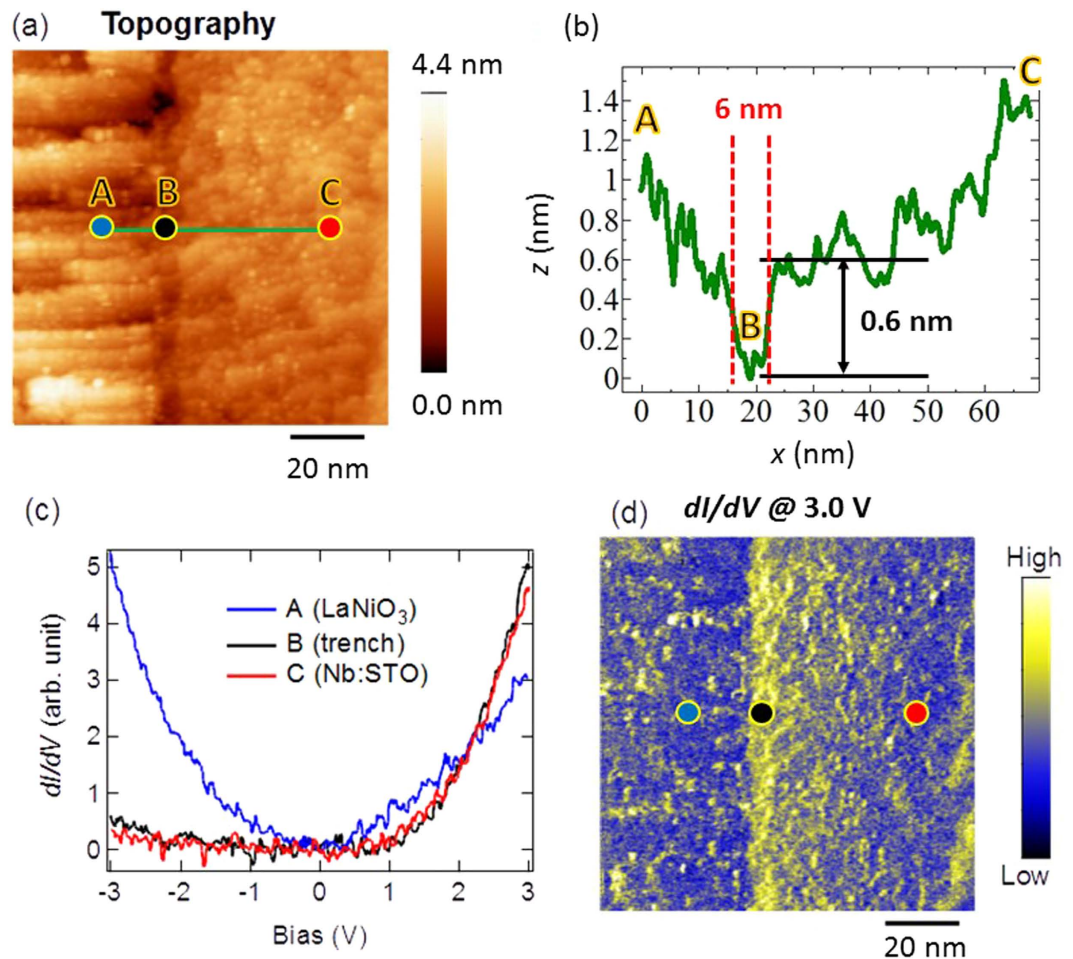 (a) Topography
4.4 nm
0.0 nm
A B C
20 nm
(b)
A
6 nm
C
B
0.6 nm
1.4
1.2
1
0.8
0.6
0.4
0.2
0
z (nm)
0 10 20 30 40 50 60
x (nm)
(c)
5
4
3
2
1
0
dI/dV (arb. unit)
A (LaNiO3)
B (trench)
C (Nb:STO)
-3 -2 -1 0 1 2 3
Bias (V)
(d) dI/dV @ 3.0 V
High
Low
20 nm